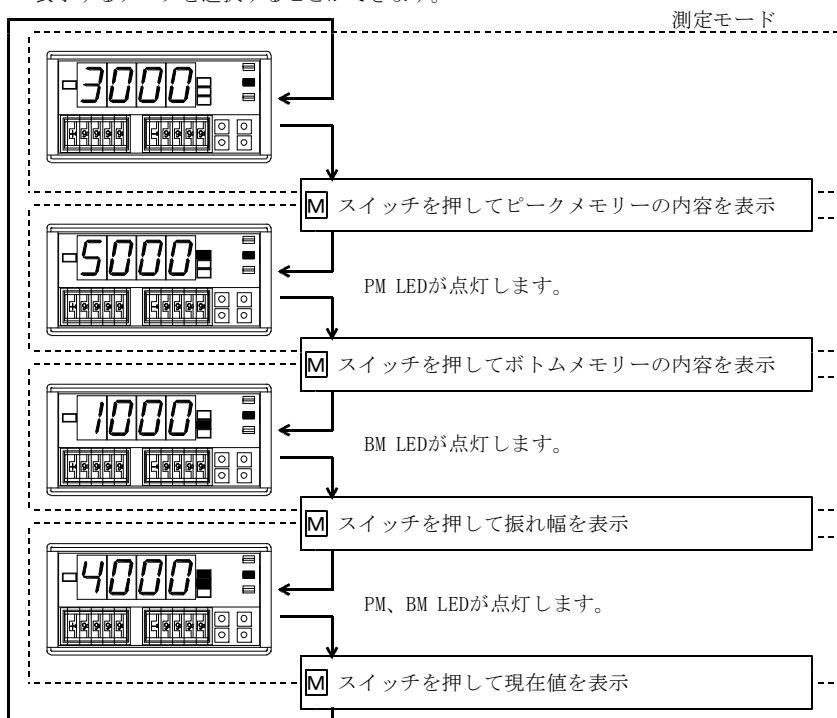 表示するデータを選択することができます。
測定モード
3000
M スイッチを押してピークメモリーの内容を表示
5000
PM LEDが点灯します。
M スイッチを押してボトムメモリーの内容を表示
1000
BM LEDが点灯します。
M スイッチを押して振れ幅を表示
4000
PM、BM LEDが点灯します。
M スイッチを押して現在値を表示